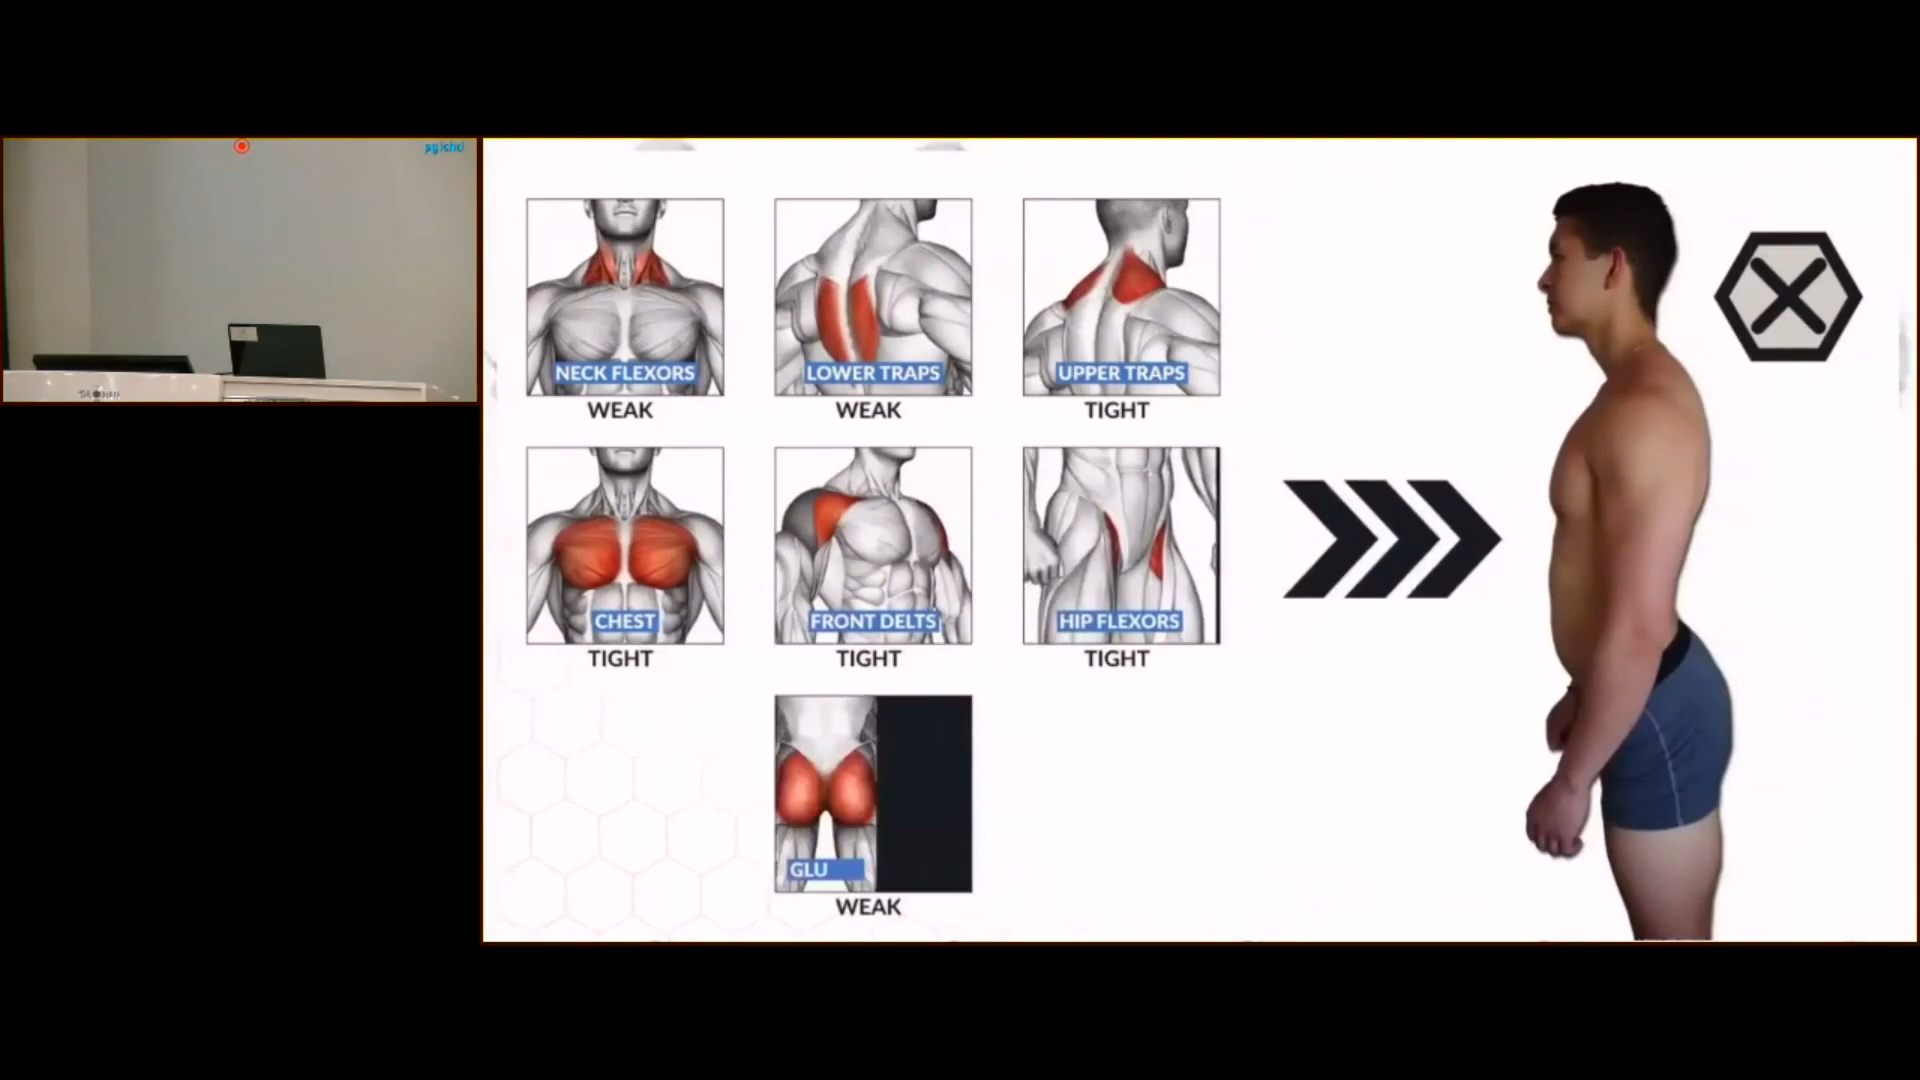 pgichd
NECK FLEXORS
WEAK
LOWER TRAPS
WEAK
UPPER TRAPS
TIGHT
CHEST
TIGHT
FRONT DELTS
TIGHT
HIP FLEXORS
TIGHT
GLU
WEAK